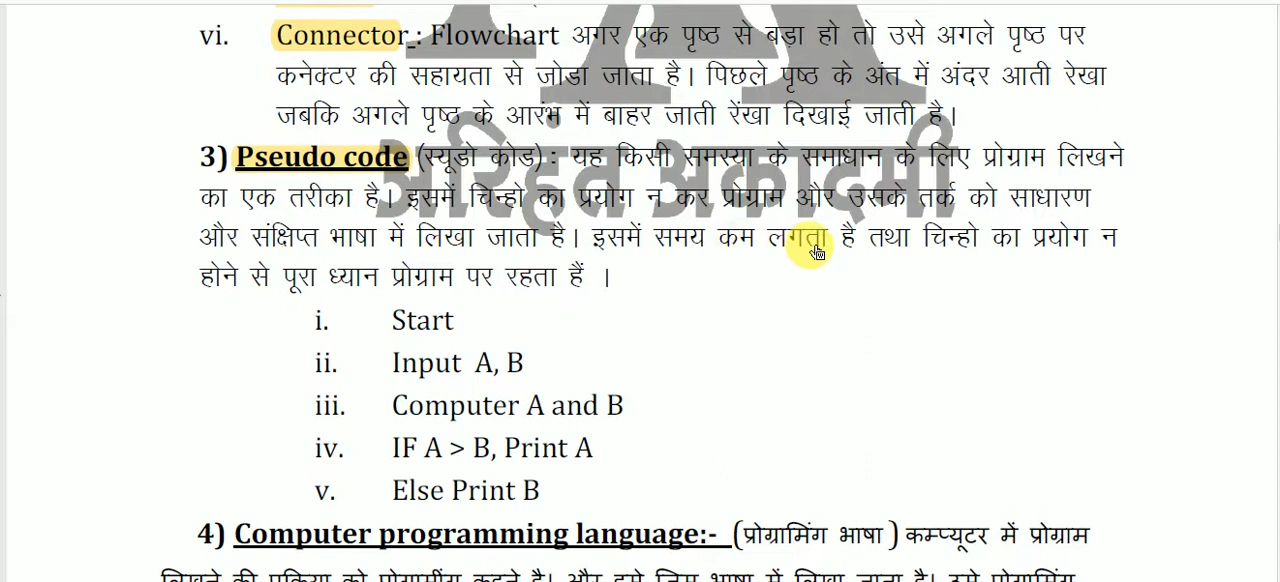 vi. Connector : Flowchart अगर एक पृष्ठ से बड़ा हो तो उसे अगले पृष्ठ पर
कनेक्टर की सहायता से जोडा जाता है। पिछले पृष्ठ के अंत में अंदर आती रेखा
जबकि अगले पृष्ठ के आरंभ में बाहर जाती रेंखा दिखाई जाती है।
अरिहंत अकादमी
3) Pseudo code (स्यूडो कोड) : यह किसी समस्या के समाधान के लिए प्रोग्राम लिखने
का एक तरीका है। इसमें चिन्हो का प्रयोग न कर प्रोग्राम और उसके तर्क को साधारण
और संक्षिप्त भाषा में लिखा जाता है। इसमें समय कम लगता है तथा चिन्हो का प्रयोग न
होने से पूरा ध्यान प्रोग्राम पर रहता हैं ।
i. Start
ii. Input A, B
iii. Computer A and B
iv. IF A > B, Print A
v. Else Print B
4) Computer programming language:- (प्रोग्रामिंग भाषा ) कम्प्यूटर में प्रोग्राम